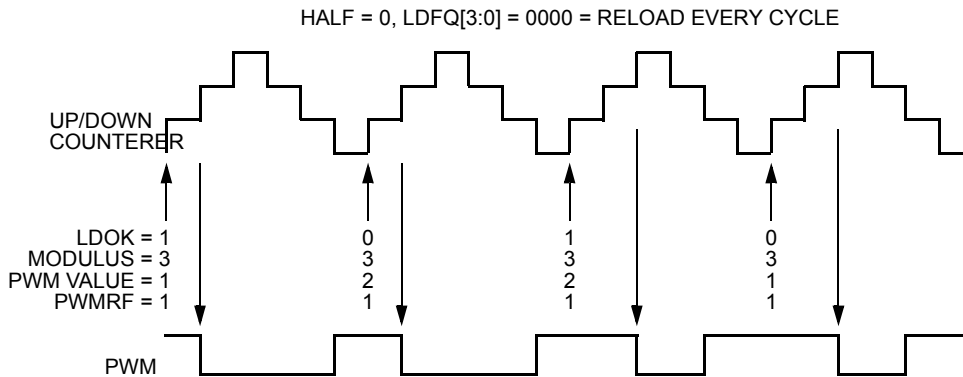 HALF = 0, LDFQ[3:0] = 0000 = RELOAD EVERY CYCLE
UP/DOWN
COUNTERER
LDOK = 1 0 1 0
MODULUS = 3 3 3 3
PWM VALUE = 1 2 2 1
PWMRF = 1 1 1 1
PWM